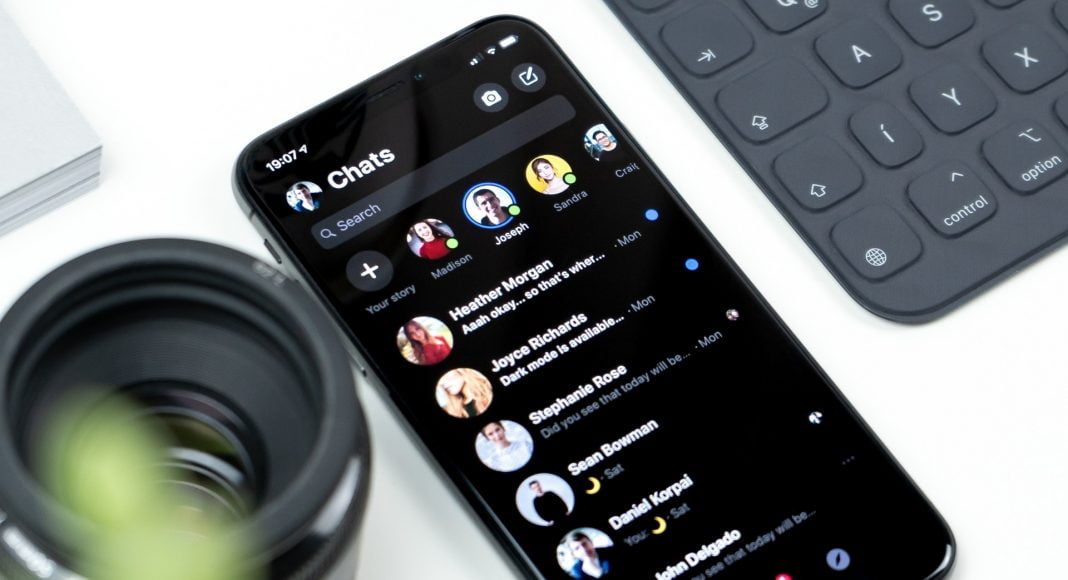 19:07
Chats
Search
Your story
Madison
Joseph
Sandra
Heather Morgan
Aaah okay... so that's wher... · Mon
Joyce Richards
Dark mode is available... · Mon
Stephanie Rose
Did you see that today will be... · Mon
Sean Bowman
🌙 · Sat
Daniel Korpai
You: 🌙 · Sat
John Delgado
you see that today will be...
Q @
S
A
X
Y
í
option
control